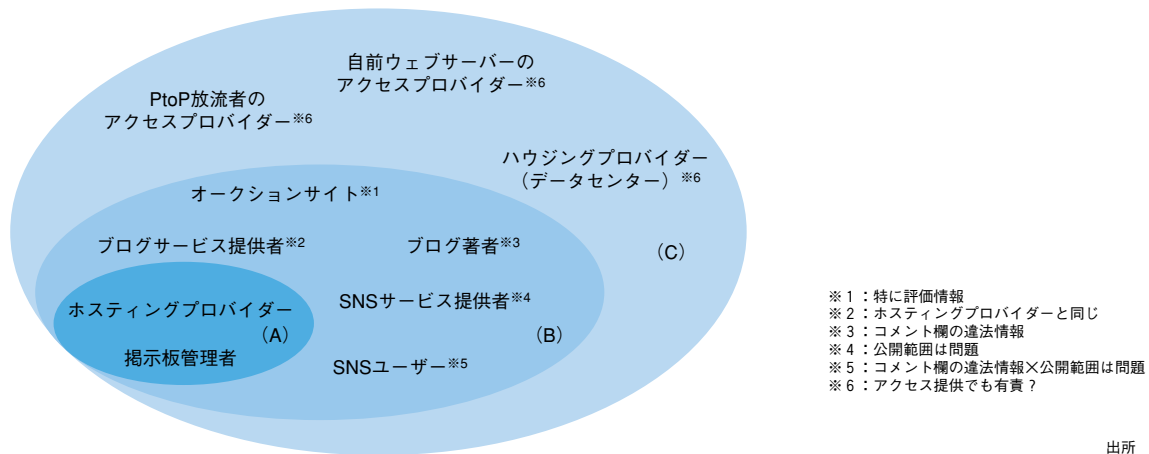 自前ウェブサーバーの
アクセスプロバイダー※6
PtoP放流者の
アクセスプロバイダー※6
ハウジングプロバイダー
（データセンター）※6
オークションサイト※1
ブログサービス提供者※2
ブログ著者※3
（C）
ホスティングプロバイダー
（A）
SNSサービス提供者※4
（B）
掲示板管理者
SNSユーザー※5
※1：特に評価情報
※2：ホスティングプロバイダーと同じ
※3：コメント欄の違法情報
※4：公開範囲は問題
※5：コメント欄の違法情報×公開範囲は問題
※6：アクセス提供でも有責？
出所